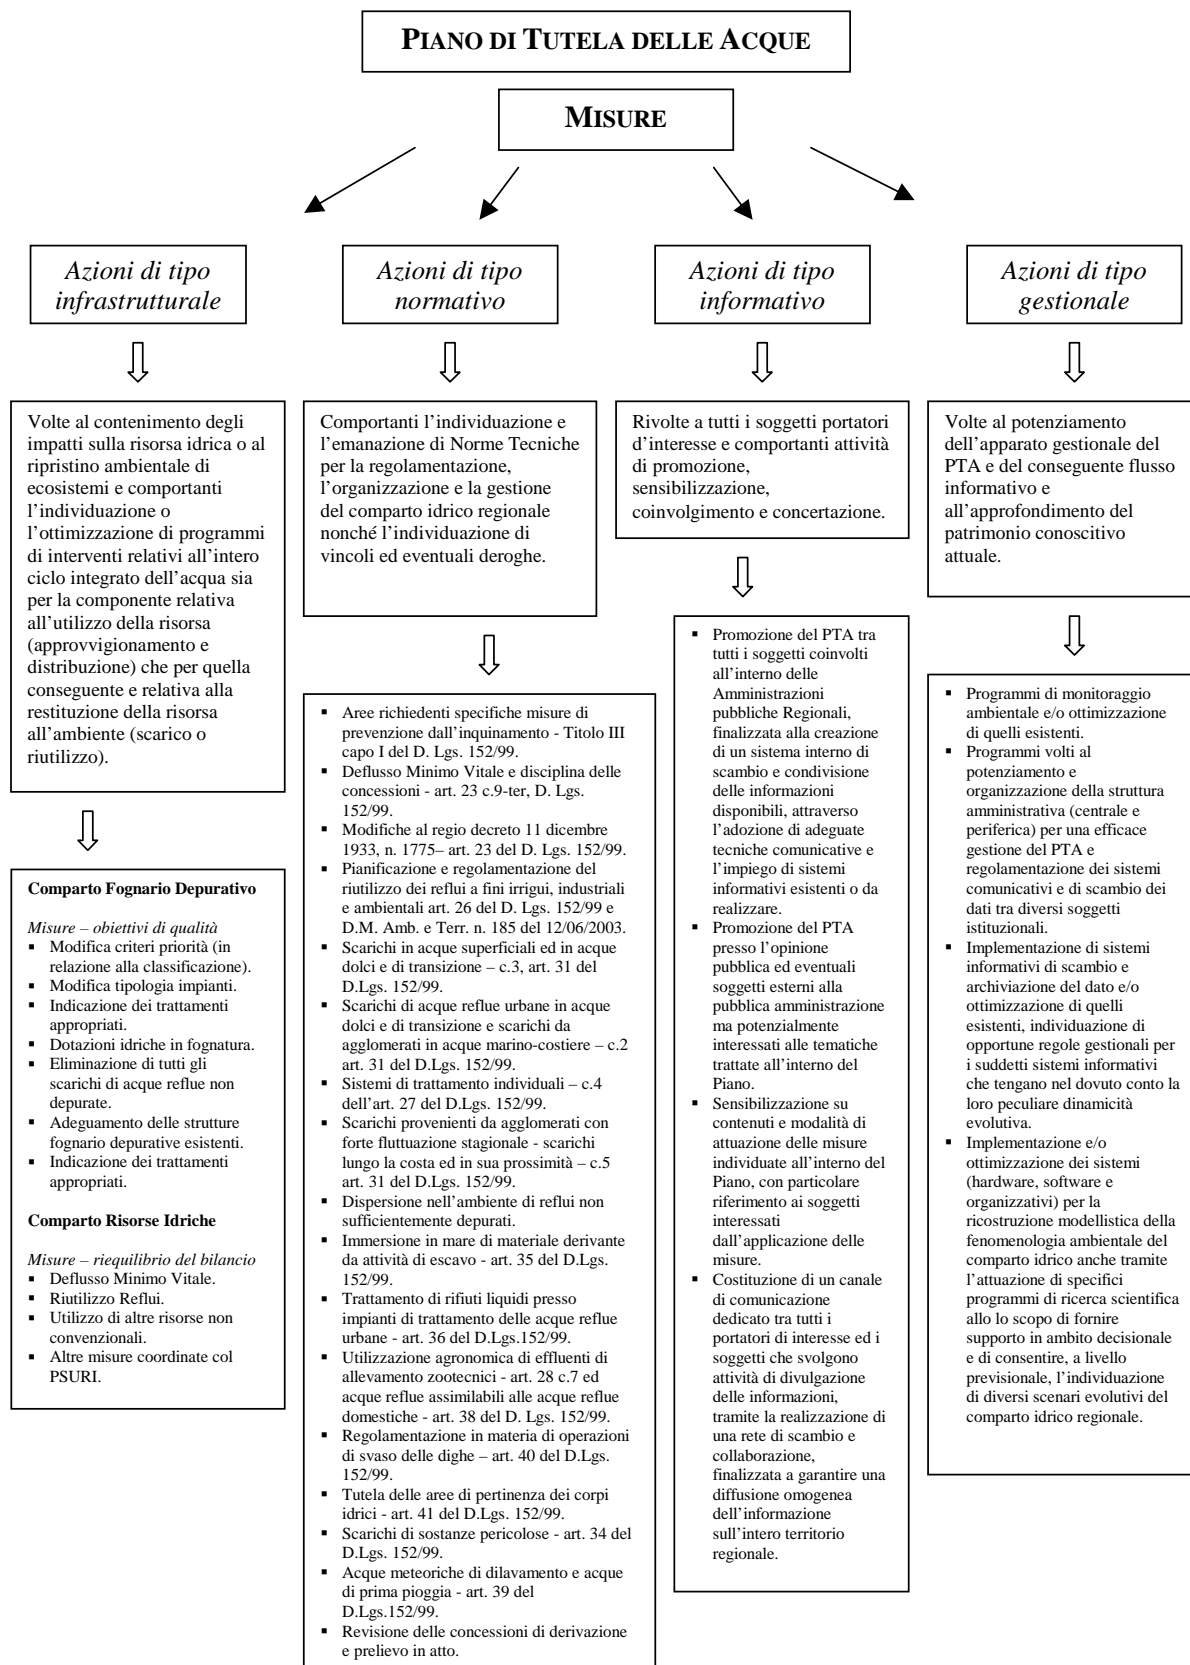 PIANO DI TUTELA DELLE ACQUE
MISURE
Azioni di tipo
infrastrutturale
Azioni di tipo
normativo
Azioni di tipo
informativo
Azioni di tipo
gestionale
Volte al contenimento degli
impatti sulla risorsa idrica o al
ripristino ambientale di
ecosistemi e comportanti
l’individuazione o
l’ottimizzazione di programmi
di interventi relativi all’intero
ciclo integrato dell’acqua sia
per la componente relativa
all’utilizzo della risorsa
(approvvigionamento e
distribuzione) che per quella
conseguente e relativa alla
restituzione della risorsa
all’ambiente (scarico o
riutilizzo).
Comparto Fognario Depurativo
Misure – obiettivi di qualità
▪ Modifica criteri priorità (in
relazione alla classificazione).
▪ Modifica tipologia impianti.
▪ Indicazione dei trattamenti
appropriati.
▪ Dotazioni idriche in fognatura.
▪ Eliminazione di tutti gli
scarichi di acque reflue non
depurate.
▪ Adeguamento delle strutture
fognario depurative esistenti.
▪ Indicazione dei trattamenti
appropriati.
Comparto Risorse Idriche
Misure – riequilibrio del bilancio
▪ Deflusso Minimo Vitale.
▪ Riutilizzo Reflui.
▪ Utilizzo di altre risorse non
convenzionali.
▪ Altre misure coordinate col
PSURI.
Comportanti l’individuazione e
l’emanazione di Norme Tecniche
per la regolamentazione,
l’organizzazione e la gestione
del comparto idrico regionale
nonché l’individuazione di
vincoli ed eventuali deroghe.
▪ Aree richiedenti specifiche misure di
prevenzione dall’inquinamento - Titolo III
capo I del D. Lgs. 152/99.
▪ Deflusso Minimo Vitale e disciplina delle
concessioni - art. 23 c.9-ter, D. Lgs.
152/99.
▪ Modifiche al regio decreto 11 dicembre
1933, n. 1775– art. 23 del D. Lgs. 152/99.
▪ Pianificazione e regolamentazione del
riutilizzo dei reflui a fini irrigui, industriali
e ambientali art. 26 del D. Lgs. 152/99 e
D.M. Amb. e Terr. n. 185 del 12/06/2003.
▪ Scarichi in acque superficiali ed in acque
dolci e di transizione – c.3, art. 31 del
D.Lgs. 152/99.
▪ Scarichi di acque reflue urbane in acque
dolci e di transizione e scarichi da
agglomerati in acque marino-costiere – c.2
art. 31 del D.Lgs. 152/99.
▪ Sistemi di trattamento individuali – c.4
dell’art. 27 del D.Lgs. 152/99.
▪ Scarichi provenienti da agglomerati con
forte fluttuazione stagionale - scarichi
lungo la costa ed in sua prossimità – c.5
art. 31 del D.Lgs. 152/99.
▪ Dispersione nell’ambiente di reflui non
sufficientemente depurati.
▪ Immersione in mare di materiale derivante
da attività di escavo - art. 35 del D.Lgs.
152/99.
▪ Trattamento di rifiuti liquidi presso
impianti di trattamento delle acque reflue
urbane - art. 36 del D.Lgs.152/99.
▪ Utilizzazione agronomica di effluenti di
allevamento zootecnici - art. 28 c.7 ed
acque reflue assimilabili alle acque reflue
domestiche - art. 38 del D. Lgs. 152/99.
▪ Regolamentazione in materia di operazioni
di svaso delle dighe – art. 40 del D.Lgs.
152/99.
▪ Tutela delle aree di pertinenza dei corpi
idrici - art. 41 del D.Lgs. 152/99.
▪ Scarichi di sostanze pericolose - art. 34 del
D.Lgs. 152/99.
▪ Acque meteoriche di dilavamento e acque
di prima pioggia - art. 39 del
D.Lgs.152/99.
▪ Revisione delle concessioni di derivazione
e prelievo in atto.
Rivolte a tutti i soggetti portatori
d’interesse e comportanti attività
di promozione,
sensibilizzazione,
coinvolgimento e concertazione.
▪ Promozione del PTA tra
tutti i soggetti coinvolti
all’interno delle
Amministrazioni
pubbliche Regionali,
finalizzata alla creazione
di un sistema interno di
scambio e condivisione
delle informazioni
disponibili, attraverso
l’adozione di adeguate
tecniche comunicative e
l’impiego di sistemi
informativi esistenti o da
realizzare.
▪ Promozione del PTA
presso l’opinione
pubblica ed eventuali
soggetti esterni alla
pubblica amministrazione
ma potenzialmente
interessati alle tematiche
trattate all’interno del
Piano.
▪ Sensibilizzazione su
contenuti e modalità di
attuazione delle misure
individuate all’interno del
Piano, con particolare
riferimento ai soggetti
interessati
dall’applicazione delle
misure.
▪ Costituzione di un canale
di comunicazione
dedicato tra tutti i
portatori di interesse ed i
soggetti che svolgono
attività di divulgazione
delle informazioni,
tramite la realizzazione di
una rete di scambio e
collaborazione,
finalizzata a garantire una
diffusione omogenea
dell’informazione
sull’intero territorio
regionale.
Volte al potenziamento
dell’apparato gestionale del
PTA e del conseguente flusso
informativo e
all’approfondimento del
patrimonio conoscitivo
attuale.
▪ Programmi di monitoraggio
ambientale e/o ottimizzazione
di quelli esistenti.
▪ Programmi volti al
potenziamento e
organizzazione della struttura
amministrativa (centrale e
periferica) per una efficace
gestione del PTA e
regolamentazione dei sistemi
comunicativi e di scambio dei
dati tra diversi soggetti
istituzionali.
▪ Implementazione di sistemi
informativi di scambio e
archiviazione del dato e/o
ottimizzazione di quelli
esistenti, individuazione di
opportune regole gestionali per
i suddetti sistemi informativi
che tengano nel dovuto conto la
loro peculiare dinamicità
evolutiva.
▪ Implementazione e/o
ottimizzazione dei sistemi
(hardware, software e
organizzativi) per la
ricostruzione modellistica della
fenomenologia ambientale del
comparto idrico anche tramite
l’attuazione di specifici
programmi di ricerca scientifica
allo lo scopo di fornire
supporto in ambito decisionale
e di consentire, a livello
previsionale, l’individuazione
di diversi scenari evolutivi del
comparto idrico regionale.